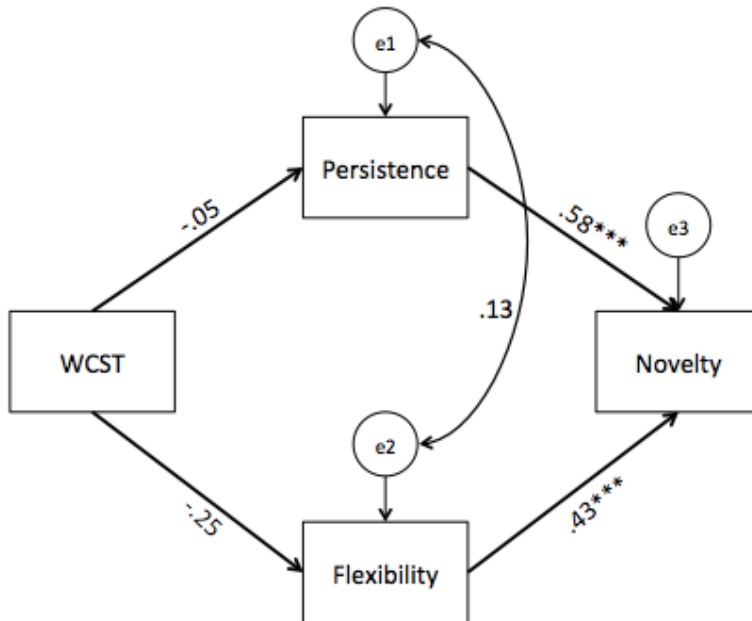 e1
Persistence
-.05
.58***
e3
.13
WCST
Novelty
e2
-.25
.43***
Flexibility